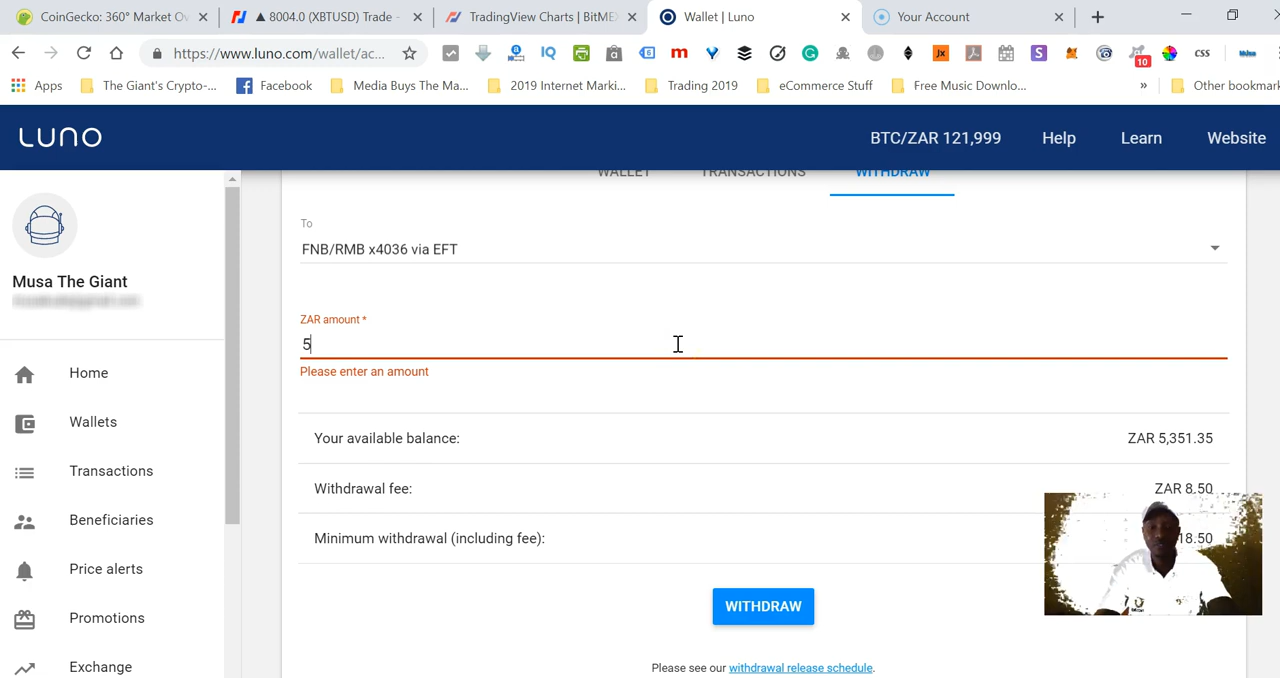 CoinGecko: 360° Market Ov
▲ 8004.0 (XBTUSD) Trade -
TradingView Charts | BitME
Wallet | Luno
Your Account
https://www.luno.com/wallet/ac
10
css
Apps
The Giant's Crypto-...
Facebook
Media Buys The Ma...
2019 Internet Marki...
Trading 2019
eCommerce Stuff
Free Music Downlo...
»
Other bookmar
LUNO
BTC/ZAR 121,999
Help
Learn
Website
WALLET
TRANSACTIONS
WITHDRAW
Musa The Giant
Home
Wallets
Transactions
Beneficiaries
Price alerts
Promotions
Exchange
To
FNB/RMB x4036 via EFT
ZAR amount *
5
Please enter an amount
Your available balance:
ZAR 5,351.35
Withdrawal fee:
ZAR 8.50
Minimum withdrawal (including fee):
18.50
WITHDRAW
Please see our withdrawal release schedule.